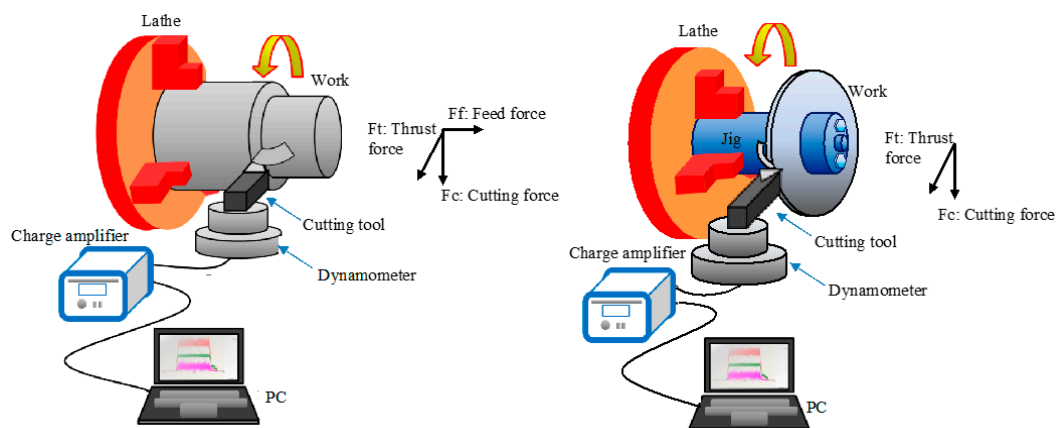 Lathe
Work
Ff: Feed force
Ft: Thrust
force
Fc: Cutting force
Cutting tool
Charge amplifier
Dynamometer
PC
Lathe
Work
Jig
Ft: Thrust
force
Fc: Cutting force
Cutting tool
Charge amplifier
Dynamometer
PC